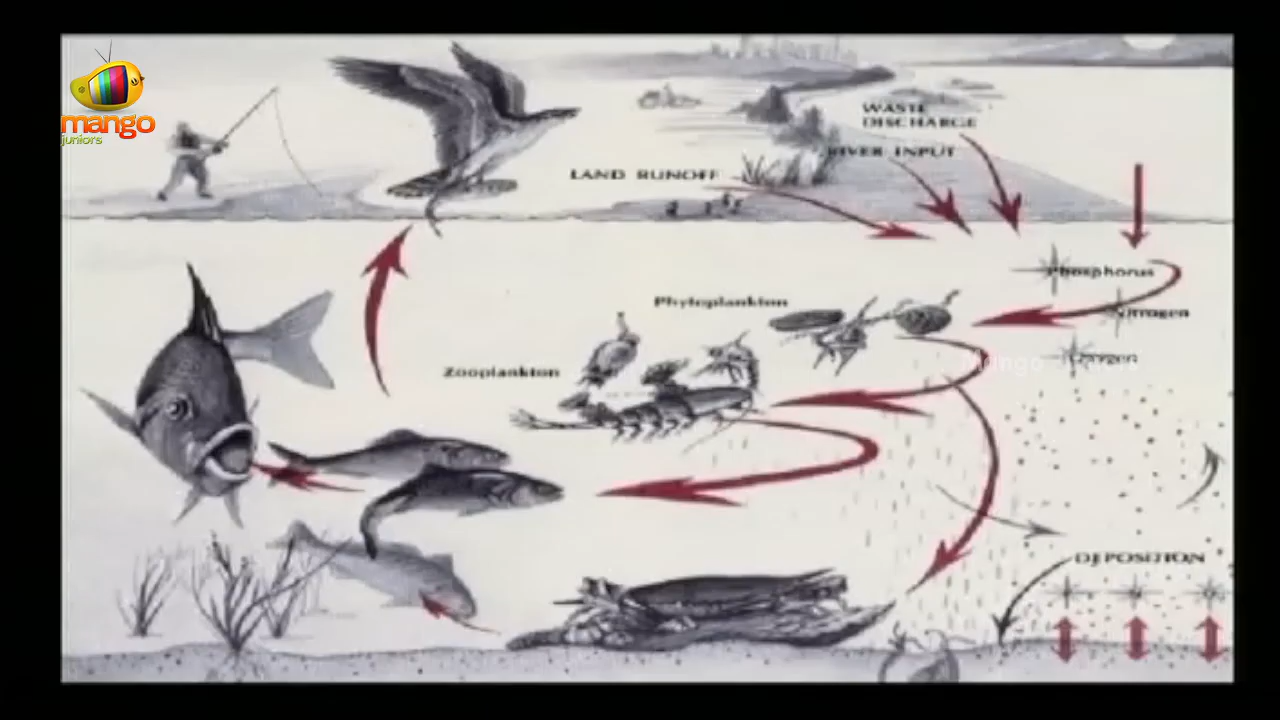 mango
juniors
WASTE
DISCHARGE
RIVER INPUT
LAND RUNOFF
Phosphorus
Phytoplankton
Nitrogen
Oxygen
Zooplankton
DEPOSITION